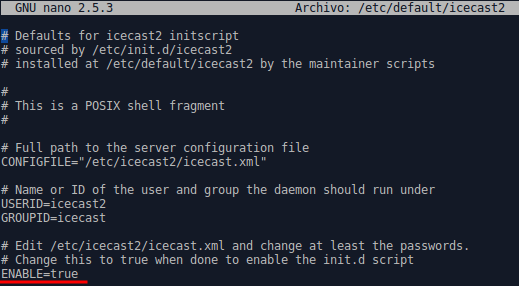 GNU nano 2.5.3 Archivo: /etc/default/icecast2
# Defaults for icecast2 initscript
# sourced by /etc/init.d/icecast2
# installed at /etc/default/icecast2 by the maintainer scripts
#
# This is a POSIX shell fragment
#
# Full path to the server configuration file
CONFIGFILE="/etc/icecast2/icecast.xml"
# Name or ID of the user and group the daemon should run under
USERID=icecast2
GROUPID=icecast
# Edit /etc/icecast2/icecast.xml and change at least the passwords.
# Change this to true when done to enable the init.d script
ENABLE=true